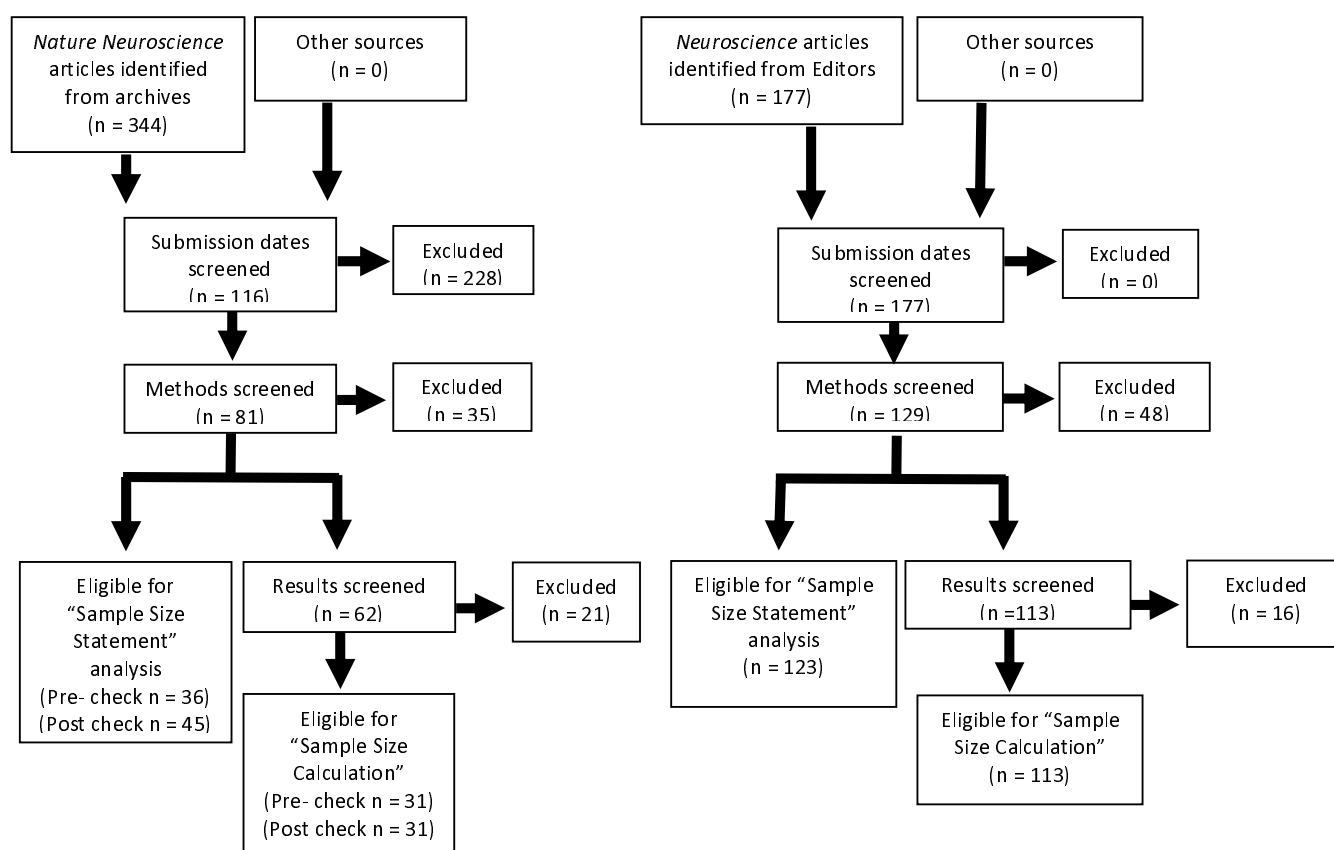 Nature Neuroscience
articles identified
from archives
(n = 344)
Other sources
(n = 0)
Submission dates
screened
(n = 116)
Excluded
(n = 228)
Methods screened
(n = 81)
Excluded
(n = 35)
Eligible for
“Sample Size
Statement”
analysis
(Pre- check n = 36)
(Post check n = 45)
Results screened
(n = 62)
Excluded
(n = 21)
Eligible for
“Sample Size
Calculation”
(Pre- check n = 31)
(Post check n = 31)
Neuroscience articles
identified from Editors
(n = 177)
Other sources
(n = 0)
Submission dates
screened
(n = 177)
Excluded
(n = 0)
Methods screened
(n = 129)
Excluded
(n = 48)
Eligible for “Sample
Size Statement”
analysis
(n = 123)
Results screened
(n =113)
Excluded
(n = 16)
Eligible for “Sample
Size Calculation”
(n = 113)